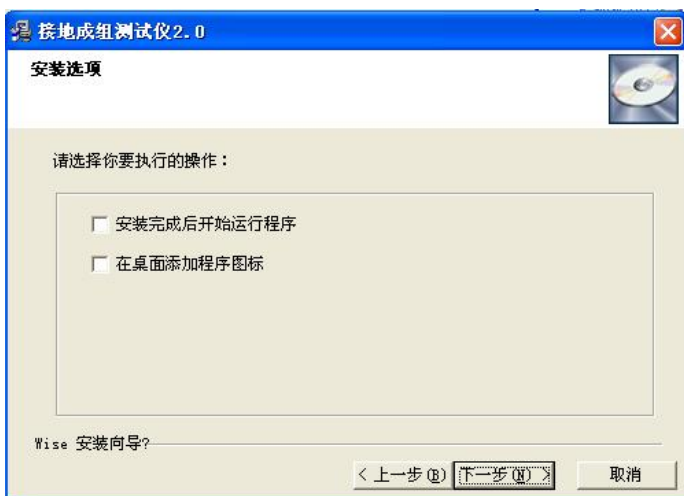 接地成组测试仪2.0
安装选项
请选择你要执行的操作：
安装完成后开始运行程序
在桌面添加程序图标
Wise 安装向导?
< 上一步(B) 下一步(N) > 取消